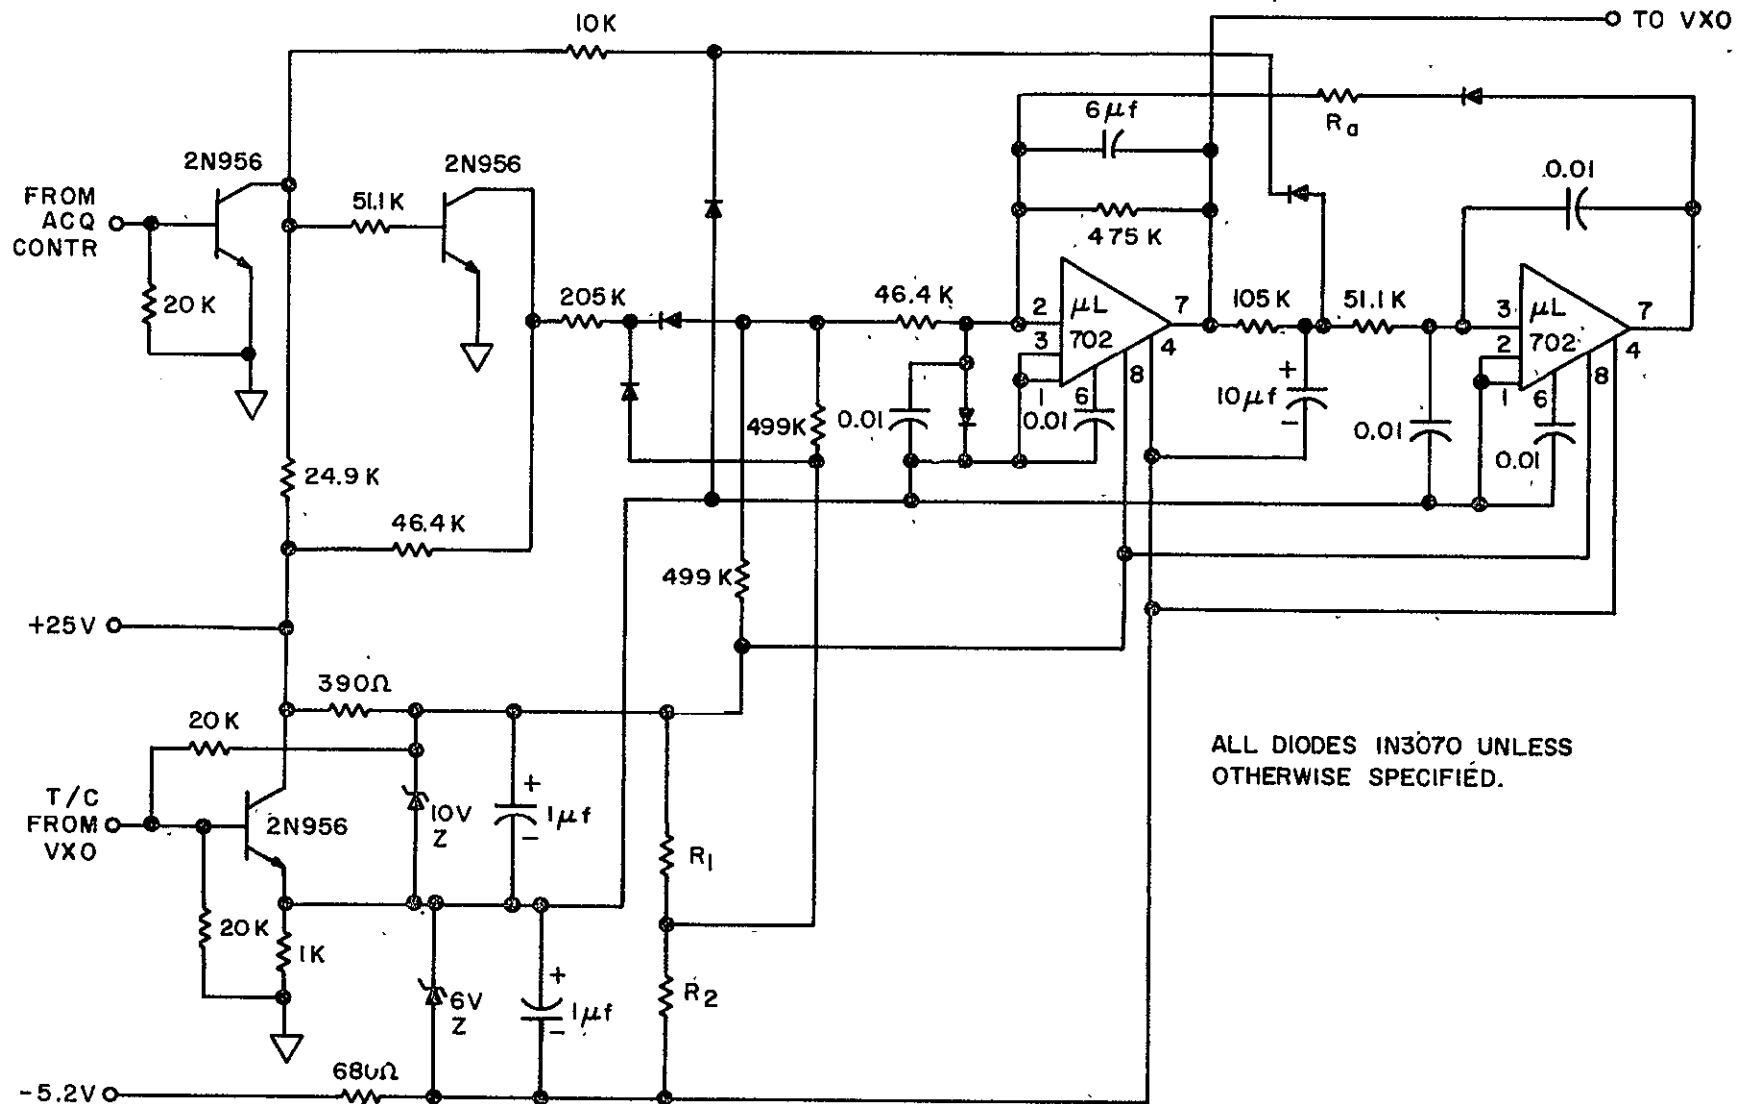 10K
TO VXO
6μf
Ra
2N956
2N956
0.01
FROM
ACQ
CONTR
51.1K
475K
20K
205K
46.4K
2
μL
7
105K
51.1K
3
μL
7
3
702
4
2
702
4
1
6
8
10μf
+
-
1
6
8
499K
0.01
0.01
0.01
0.01
24.9K
46.4K
499K
+25V
390Ω
20K
ALL DIODES IN3070 UNLESS
OTHERWISE SPECIFIED.
T/C
FROM
VXO
2N956
10V
Z
+
1μf
-
R1
20K
1K
6V
Z
+
1μf
-
R2
-5.2V
680Ω